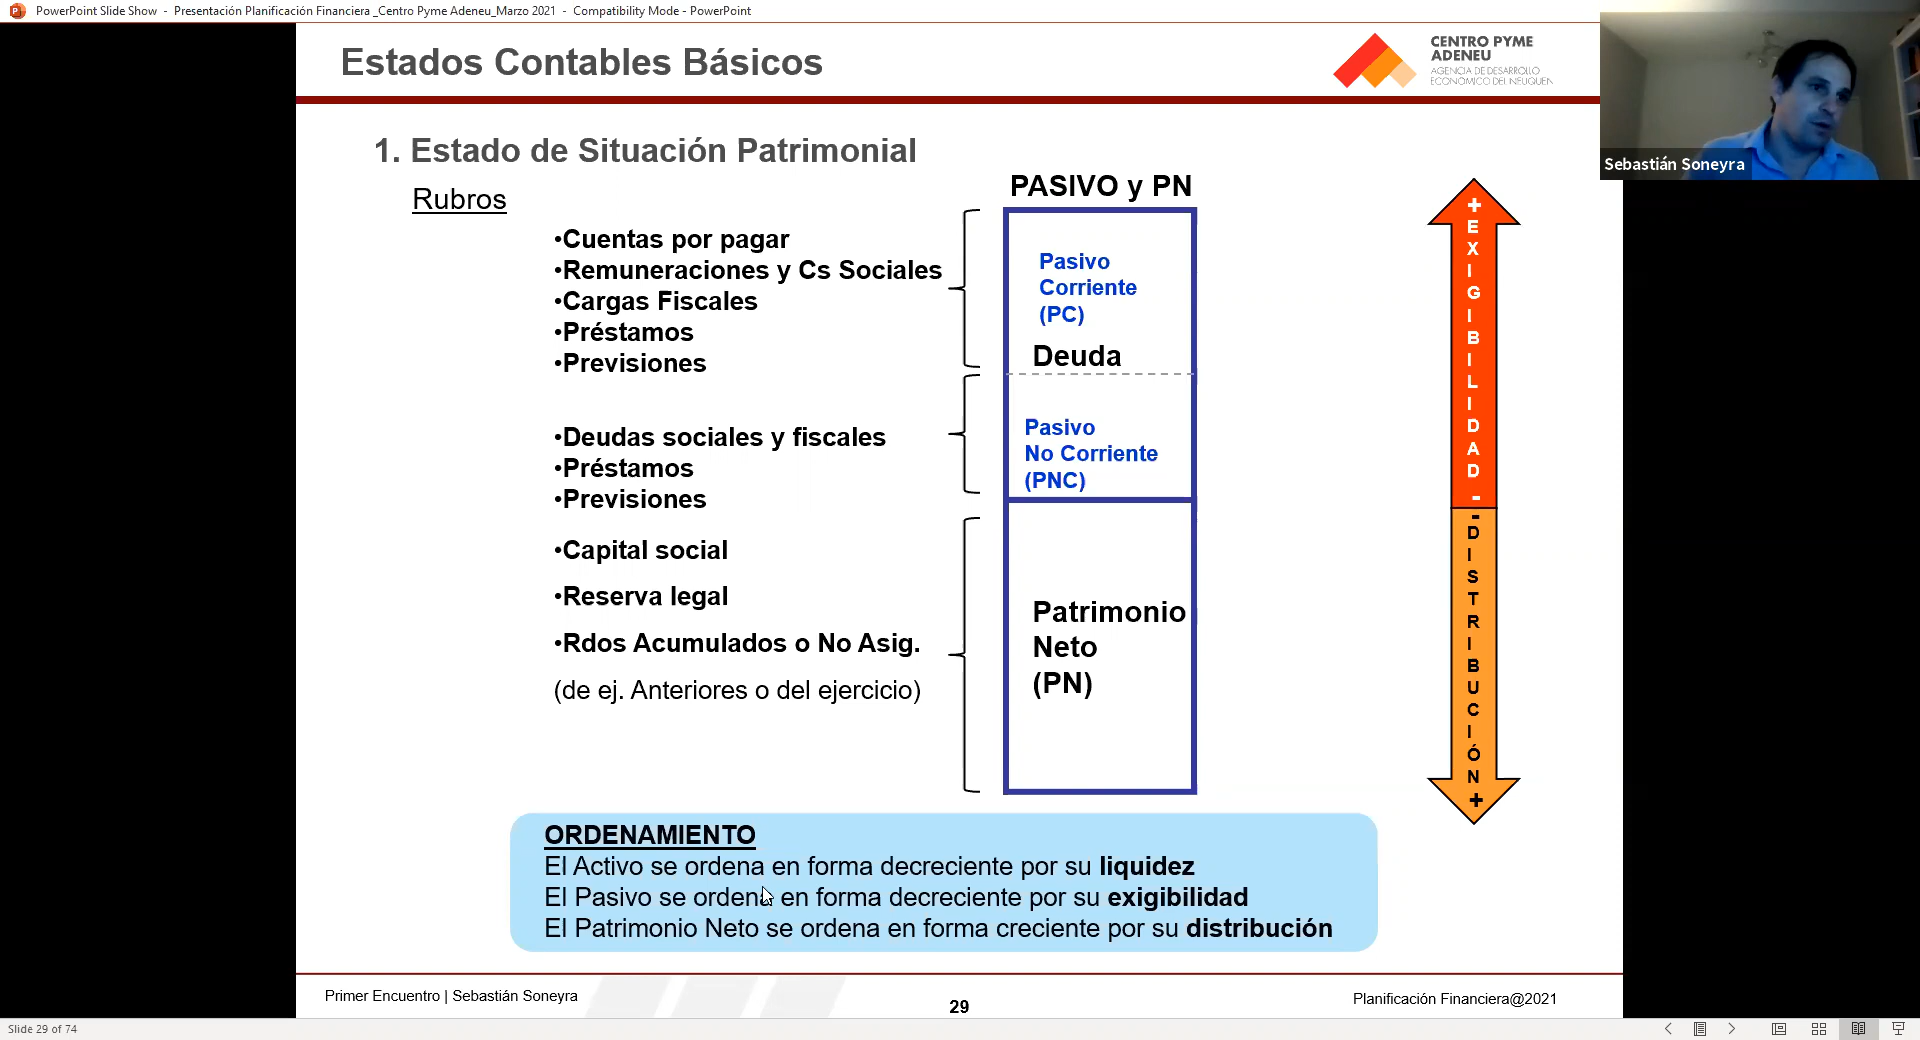 PowerPoint Slide Show - Presentación Planificación Financiera _Centro Pyme Adeneu_Marzo 2021 - Compatibility Mode - PowerPoint
Estados Contables Básicos
CENTRO PYME
ADENEU
AGENCIA DE DESARROLLO
ECONOMICO DEL NEUQUEN
Sebastián Soneyra
1. Estado de Situación Patrimonial
Rubros
PASIVO y PN
•Cuentas por pagar
•Remuneraciones y Cs Sociales
•Cargas Fiscales
•Préstamos
•Previsiones
Pasivo
Corriente
(PC)
Deuda
•Deudas sociales y fiscales
•Préstamos
•Previsiones
Pasivo
No Corriente
(PNC)
•Capital social
•Reserva legal
•Rdos Acumulados o No Asig.
(de ej. Anteriores o del ejercicio)
Patrimonio
Neto
(PN)
+EXIGIBILIDAD -
-DISTRIBUCIÓN+
ORDENAMIENTO
El Activo se ordena en forma decreciente por su liquidez
El Pasivo se ordena en forma decreciente por su exigibilidad
El Patrimonio Neto se ordena en forma creciente por su distribución
Primer Encuentro | Sebastián Soneyra
29
Planificación Financiera@2021
Slide 29 of 74